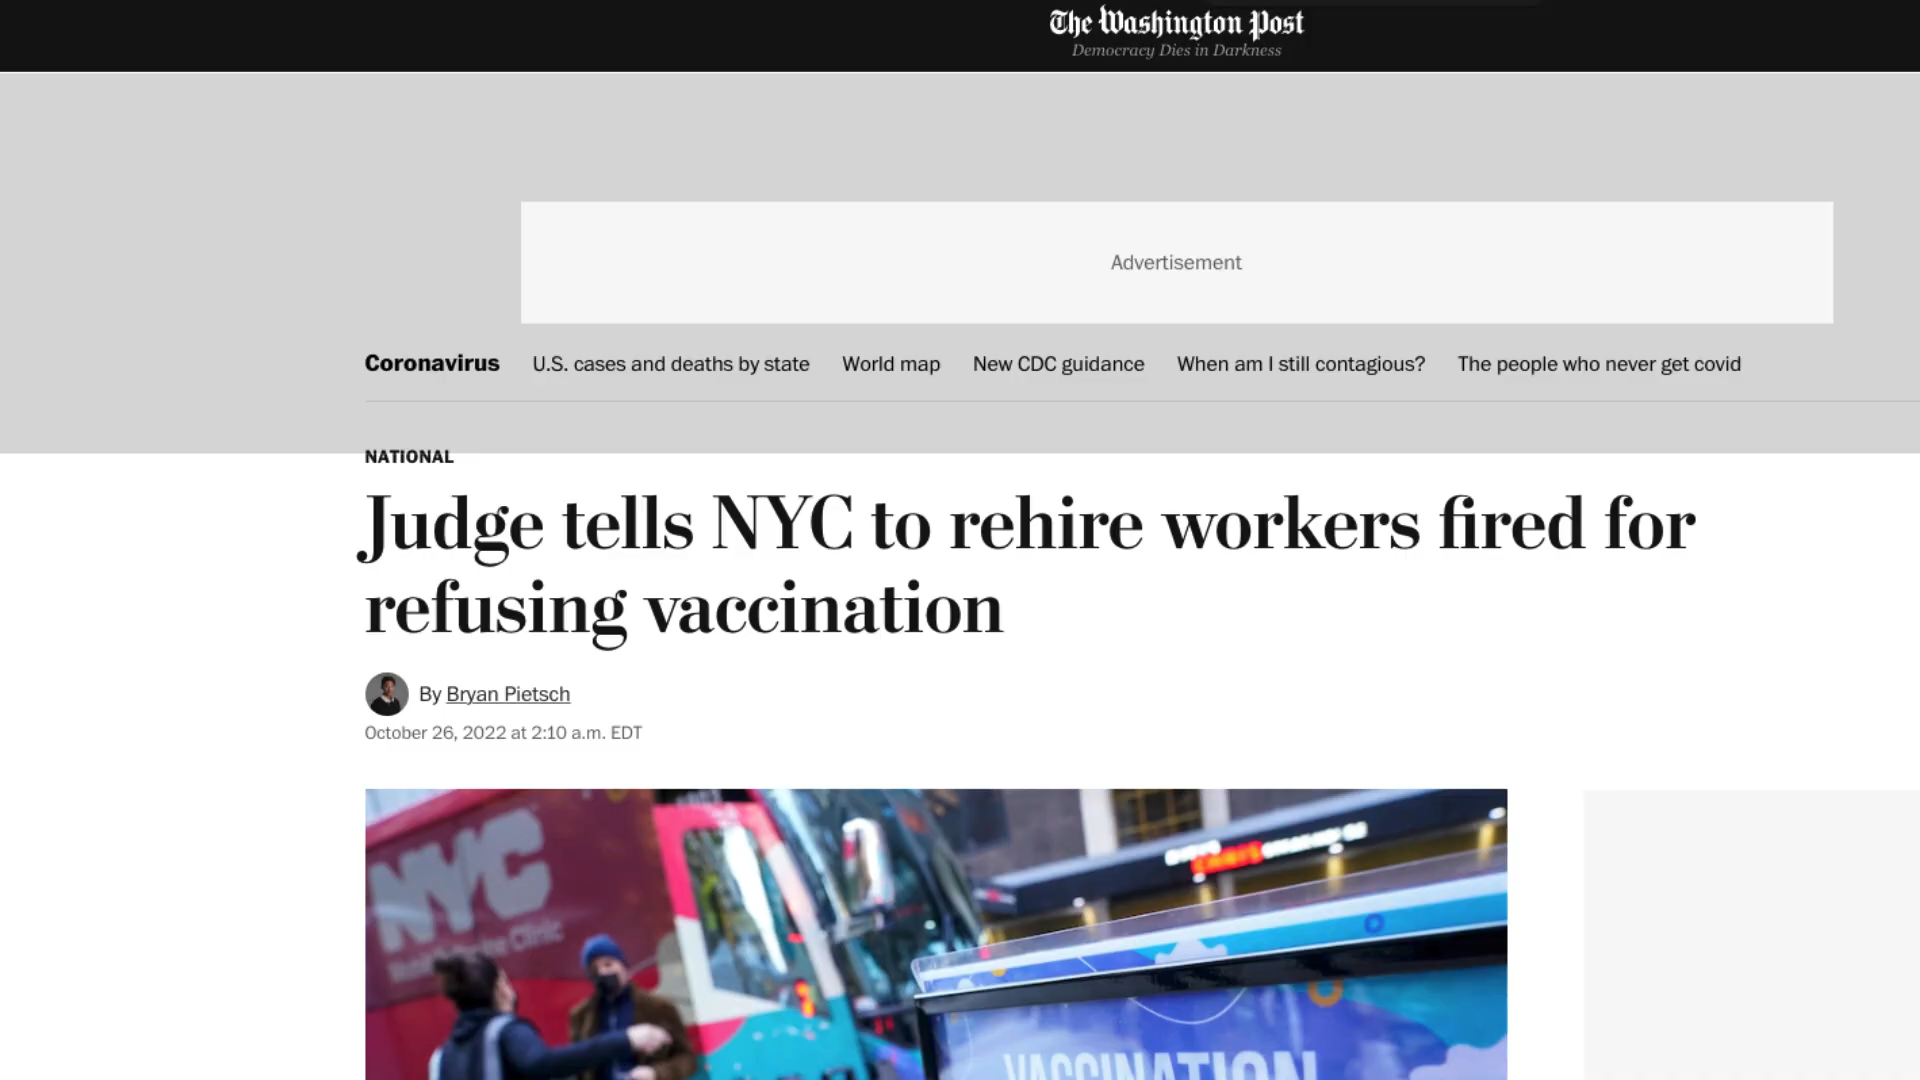 The Washington Post
Democracy Dies in Darkness
Advertisement
Coronavirus U.S. cases and deaths by state World map New CDC guidance When am I still contagious? The people who never get covid
NATIONAL
Judge tells NYC to rehire workers fired for
refusing vaccination
By Bryan Pietsch
October 26, 2022 at 2:10 a.m. EDT
NYC
Clinic
VACCINATION